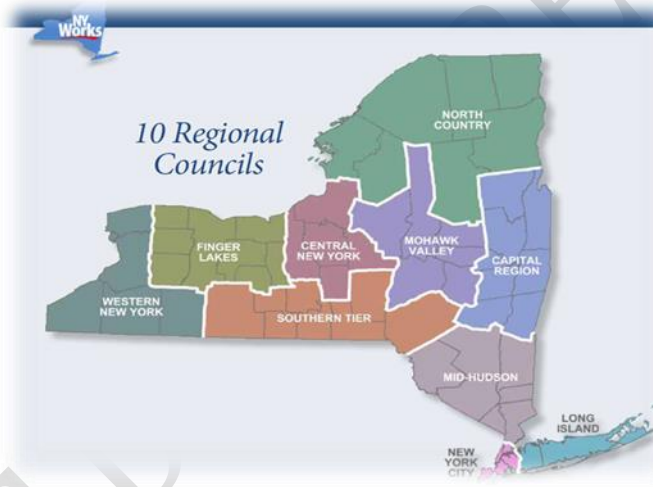 NY
Works
10 Regional
Councils
NORTH
COUNTRY
FINGER
LAKES
CENTRAL
NEW YORK
MOHAWK
VALLEY
CAPITAL
REGION
WESTERN
NEW YORK
SOUTHERN TIER
MID-HUDSON
LONG
ISLAND
NEW
YORK
CITY